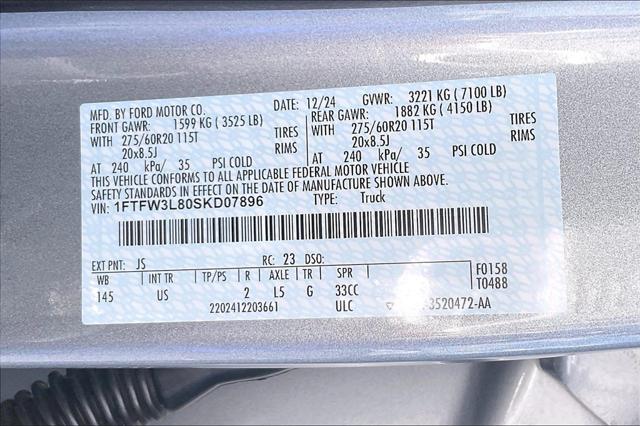 MFD. BY FORD MOTOR CO. DATE: 12/24 GVWR: 3221 KG ( 7100 LB)
FRONT GAWR: 1599 KG ( 3525 LB) REAR GAWR: 1882 KG ( 4150 LB)
WITH 275/60R20 115T TIRES WITH 275/60R20 115T TIRES
20x8.5J RIMS 20x8.5J RIMS
AT 240 kPa/ 35 PSI COLD AT 240 kPa/ 35 PSI COLD
THIS VEHICLE CONFORMS TO ALL APPLICABLE FEDERAL MOTOR VEHICLE
SAFETY STANDARDS IN EFFECT ON THE DATE OF MANUFACTURE SHOWN ABOVE.
VIN: 1FTFW3L80SKD07896 TYPE: Truck
EXT PNT: JS RC: 23 DSO: F0158
WB INT TR TP/PS R AXLE TR SPR T0488
145 US 2 L5 G 33CC
2202412203661 ULC 3520472-AA